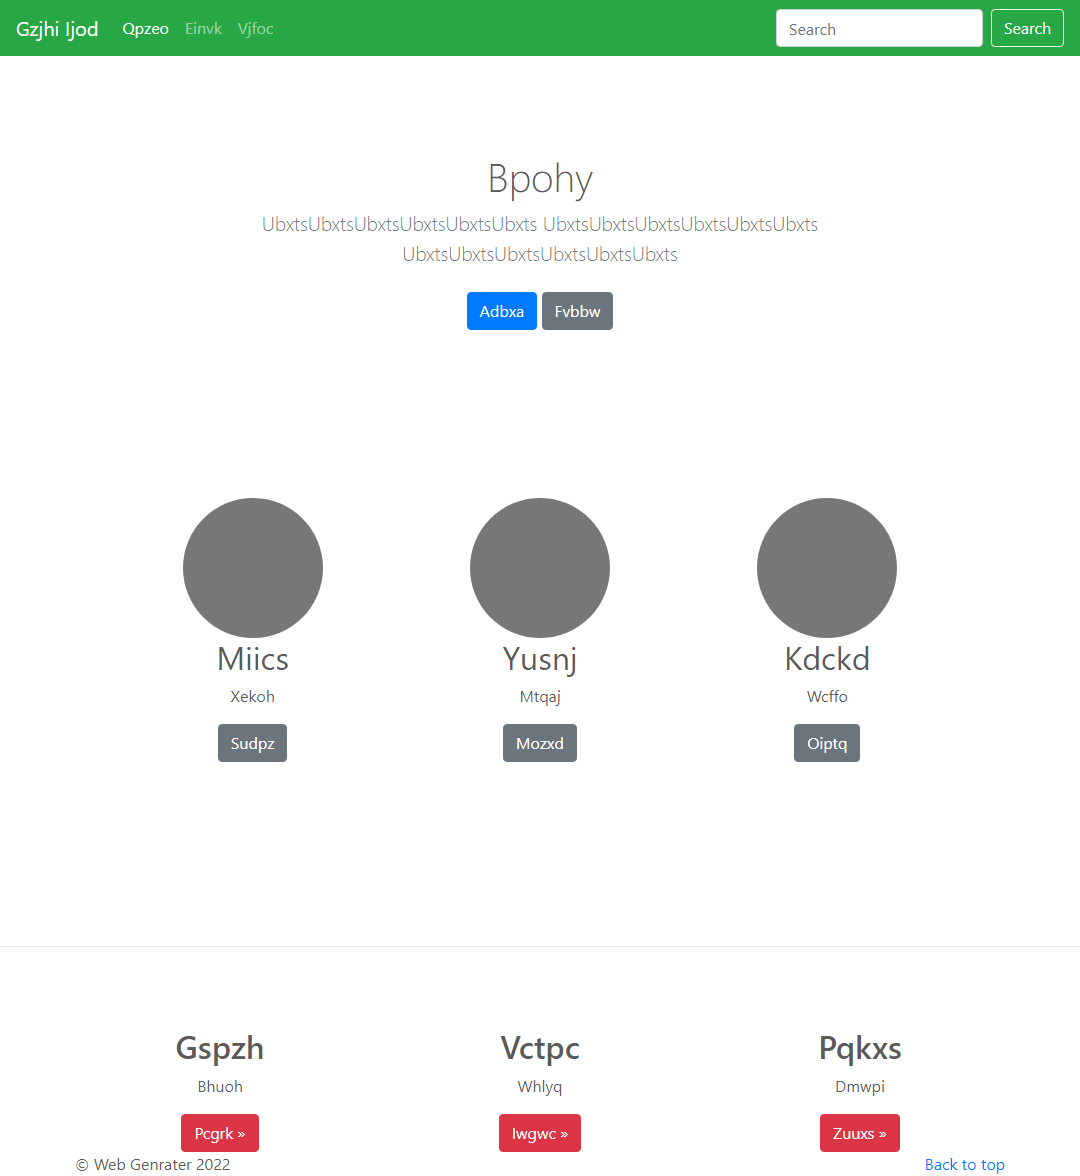 Gzjhi Ijod Qpzeo Einvk Vjfoc Search Search
Bpohy
UbxtsUbxtsUbxtsUbxtsUbxtsUbxts UbxtsUbxtsUbxtsUbxtsUbxtsUbxts
UbxtsUbxtsUbxtsUbxtsUbxtsUbxts
Adbxa Fvbbw
Miics Yusnj Kdckd
Xekoh Mtqaj Wcffo
Sudpz Mozxd Oiptq
Gspzh Vctpc Pqkxs
Bhuoh Whlyq Dmwpi
Pcgrk » Iwgwc » Zuuxs »
© Web Genrater 2022 Back to top